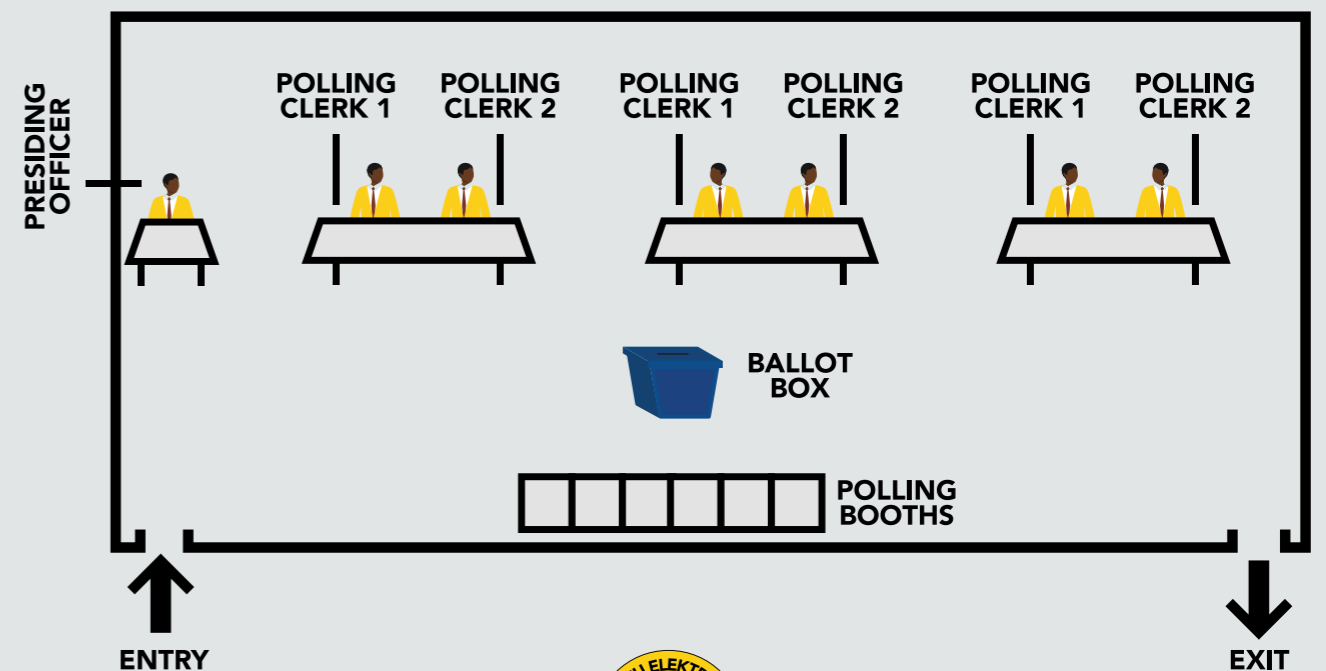 PRESIDING
OFFICER
POLLING
CLERK 1
POLLING
CLERK 2
POLLING
CLERK 1
POLLING
CLERK 2
POLLING
CLERK 1
POLLING
CLERK 2
BALLOT
BOX
POLLING
BOOTHS
ENTRY
EXIT